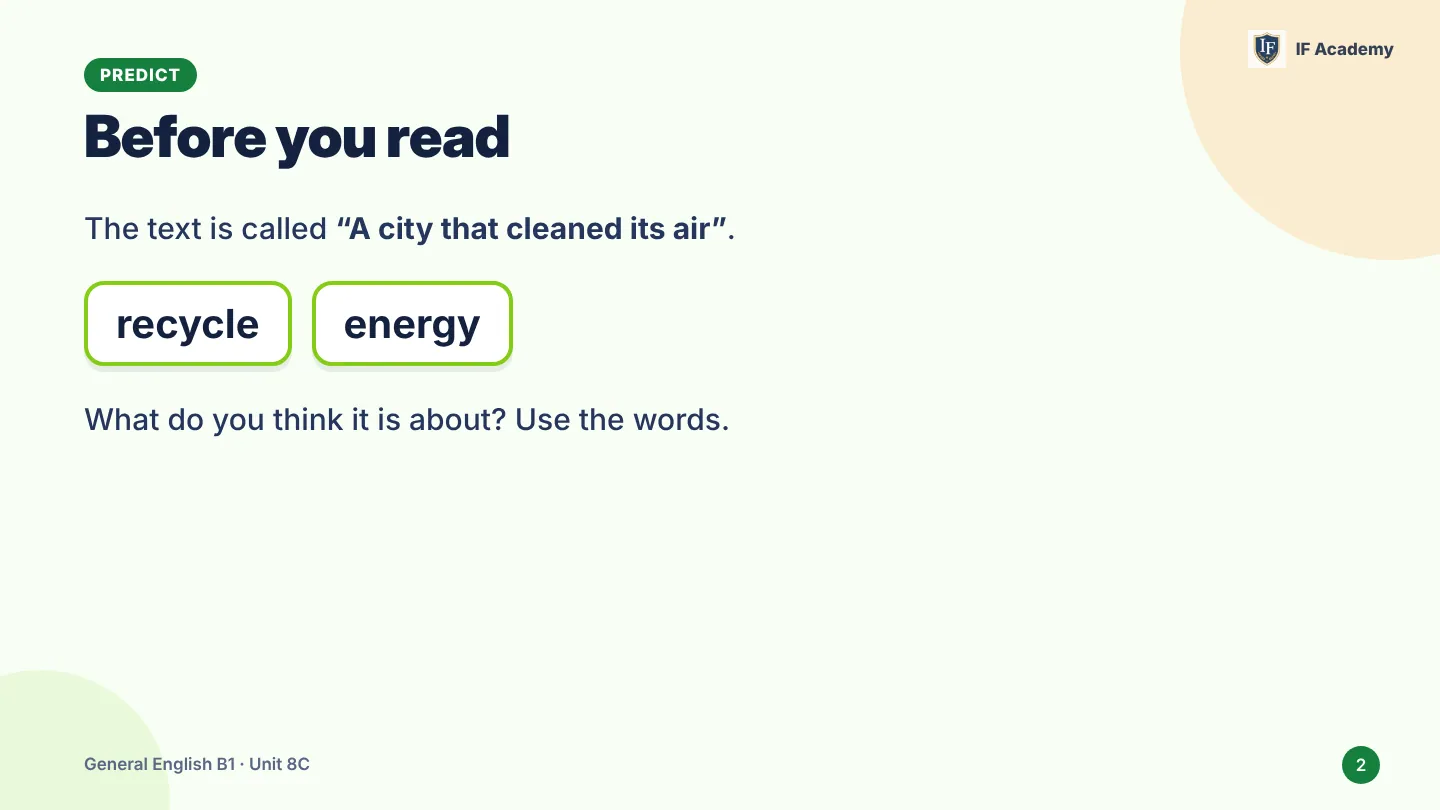 PREDICT
IF
IF Academy
Before you read
The text is called “A city that cleaned its air”.
recycle
energy
What do you think it is about? Use the words.
General English B1 · Unit 8C
2